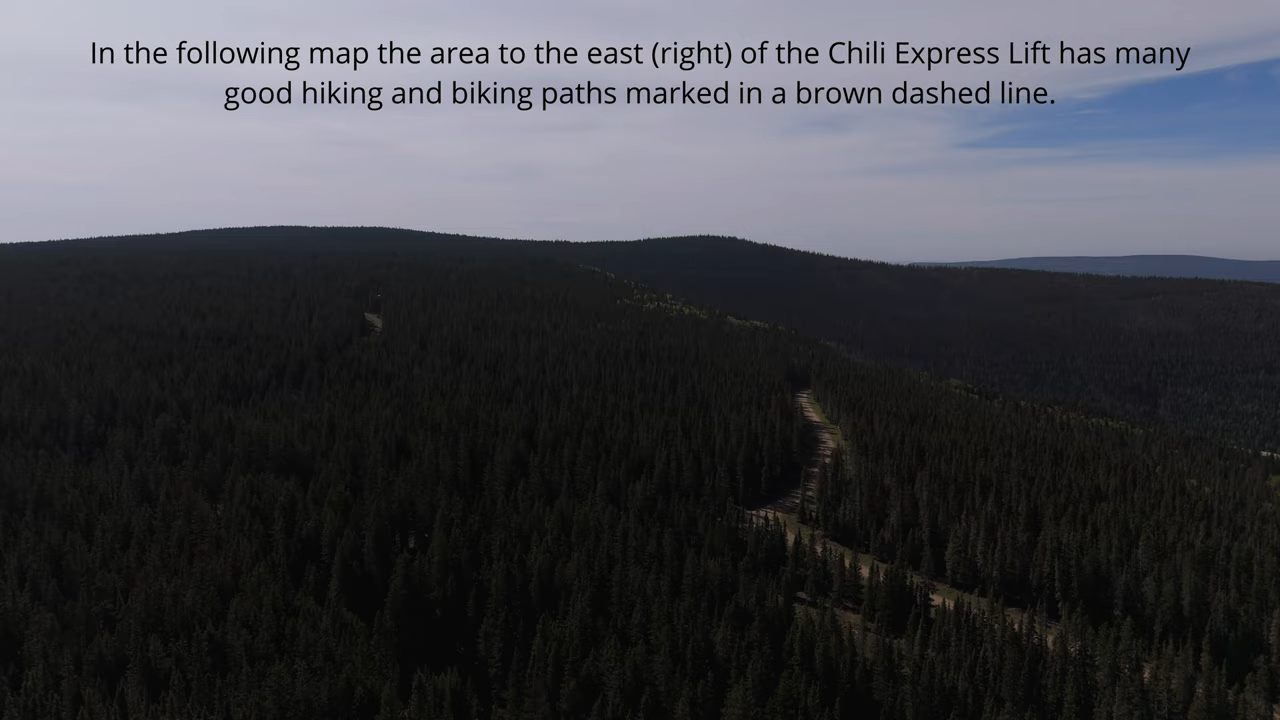 In the following map the area to the east (right) of the Chili Express Lift has many
good hiking and biking paths marked in a brown dashed line.